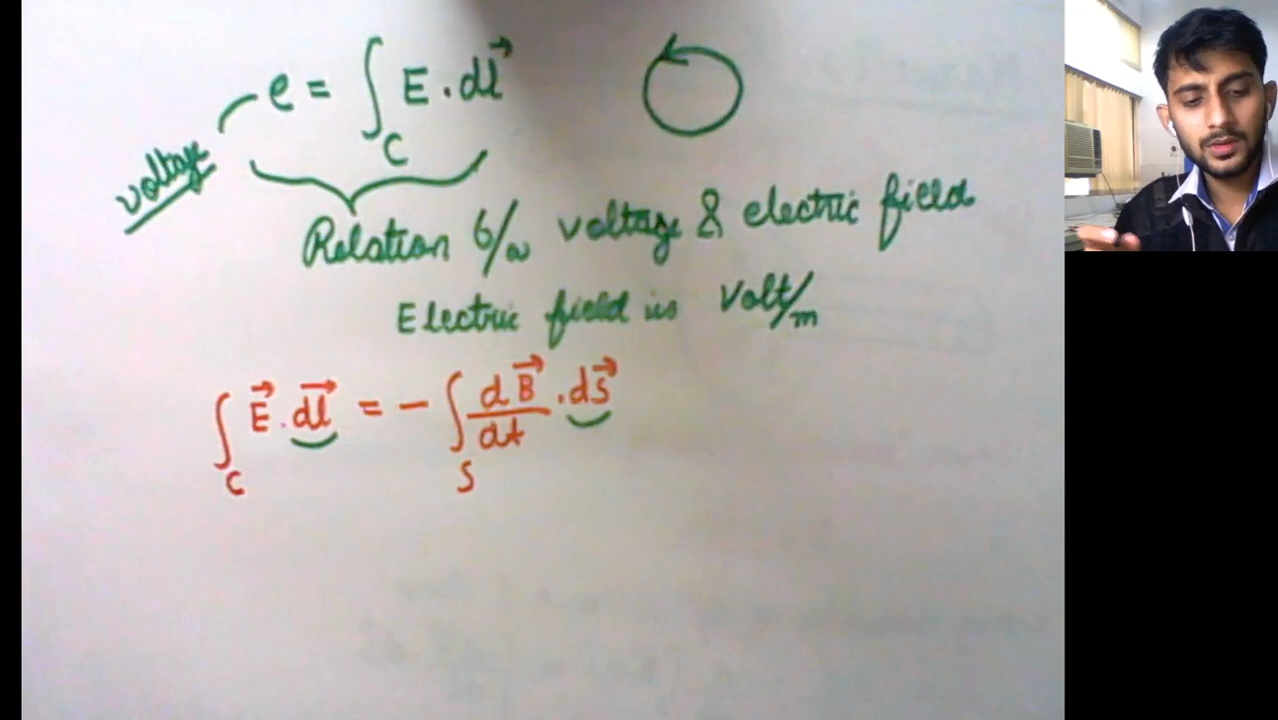 e = ∫_C E . dl⃗
voltage
Relation b/w voltage & electric field
Electric field is Volt/m
∫_C E⃗ . dl⃗ = - ∫_S dB⃗/dt . dS⃗